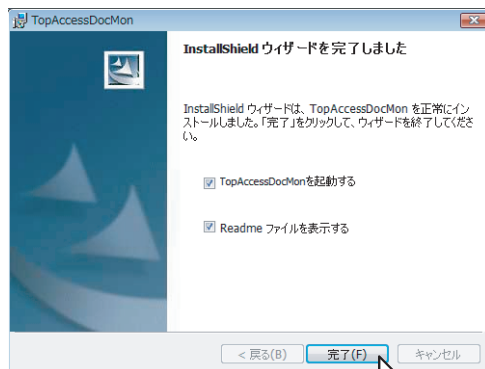 TopAccessDocMon
InstallShield ウィザードを完了しました
InstallShield ウィザードは、TopAccessDocMon を正常にイン
ストールしました。「完了」をクリックして、ウィザードを終了してくださ
い。
TopAccessDocMonを起動する
Readme ファイルを表示する
< 戻る(B)
完了(F)
キャンセル